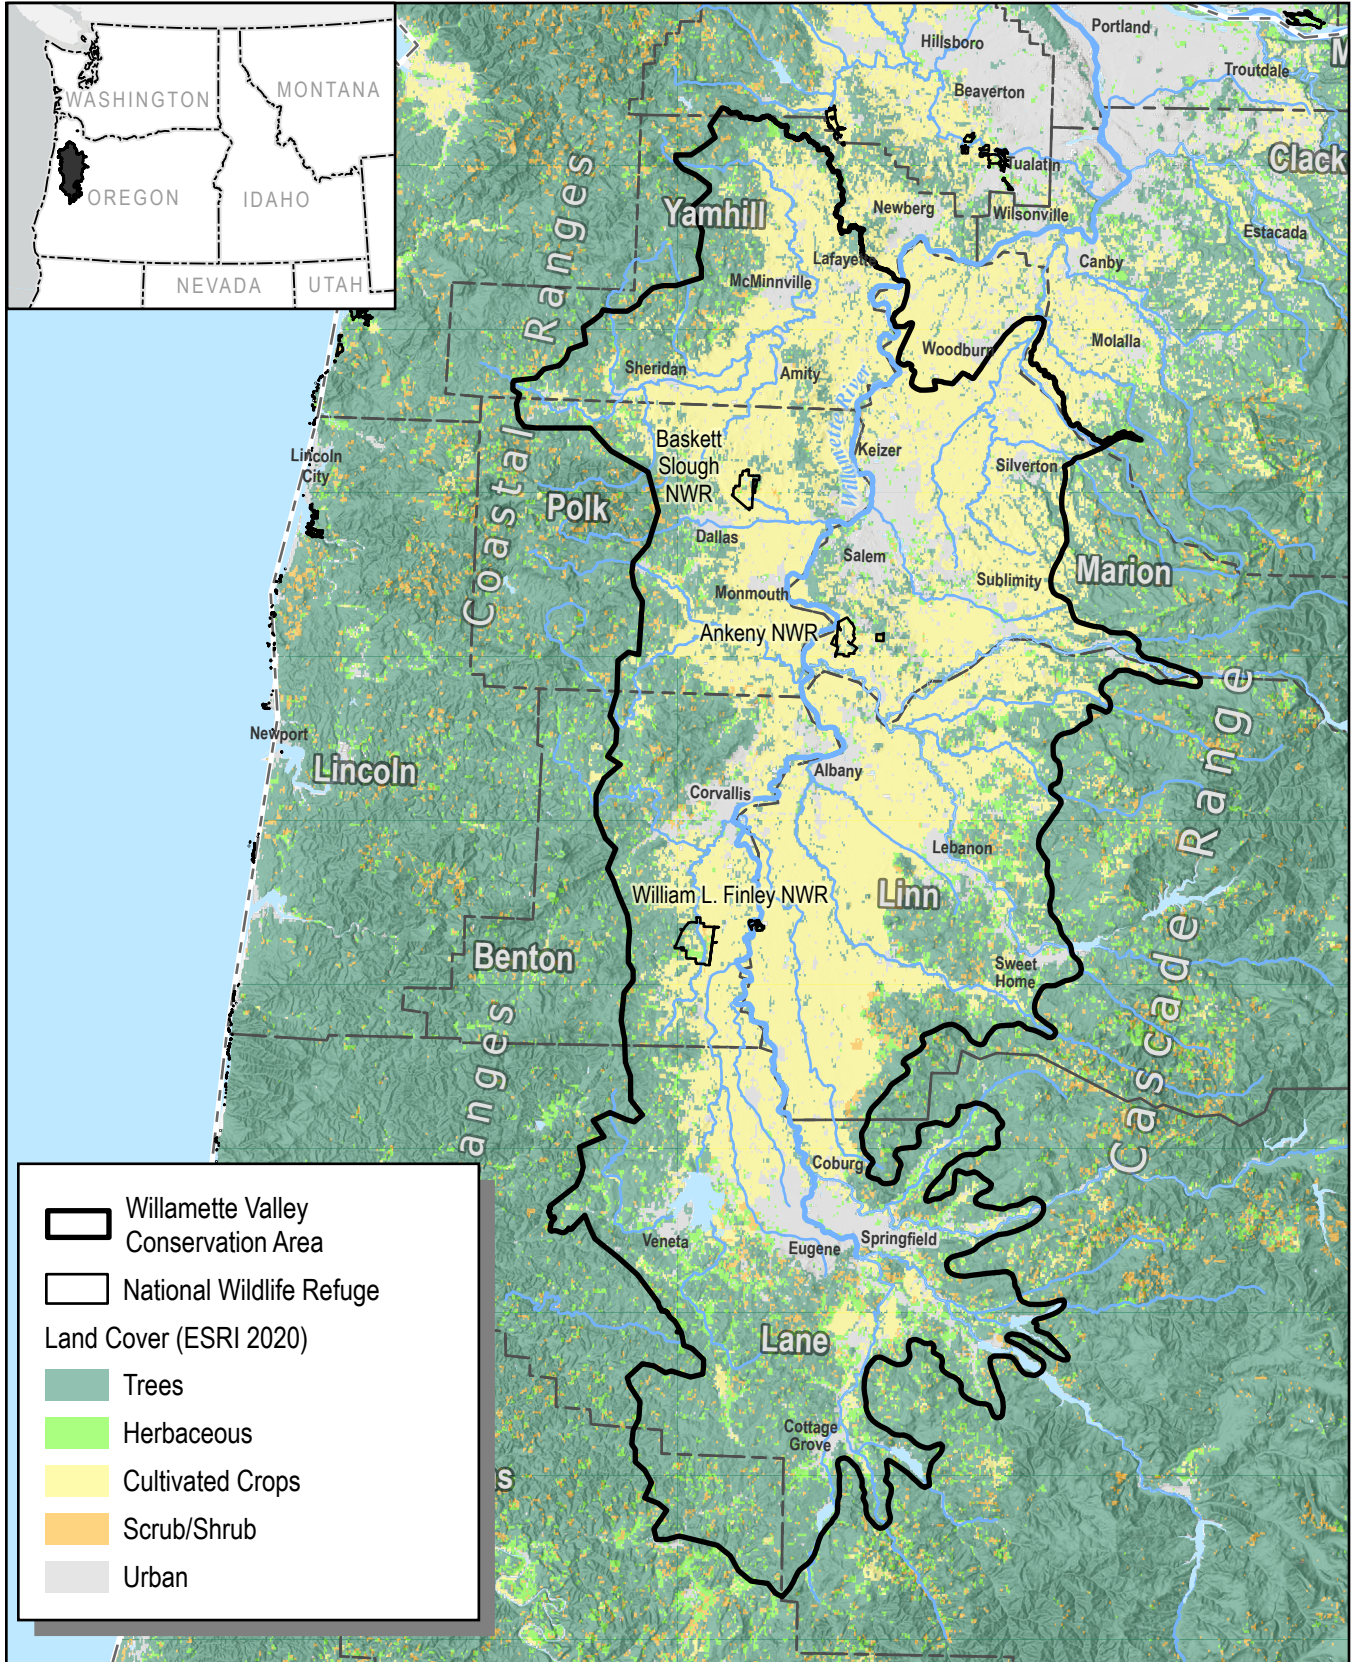 WASHINGTON
MONTANA
OREGON
IDAHO
NEVADA
UTAH
Portland
Hillsboro
Troutdale
M
Beaverton
Tualatin
Clack
Yamhill
Newberg
Wilsonville
Estacada
Lafayette
Canby
McMinnville
Coastal Ranges
Woodburn
Molalla
Sheridan
Amity
Willamette River
Baskett
Slough
NWR
Keizer
Lincoln
City
Silverton
Polk
Dallas
Salem
Marion
Sublimity
Monmouth
Ankeny NWR
Newport
Lincoln
Albany
Corvallis
Cascade Range
Lebanon
William L. Finley NWR
Linn
Benton
Sweet
Home
anges
Coburg
Veneta
Eugene
Springfield
Lane
Cottage
Grove
s
Willamette Valley
Conservation Area
National Wildlife Refuge
Land Cover (ESRI 2020)
Trees
Herbaceous
Cultivated Crops
Scrub/Shrub
Urban